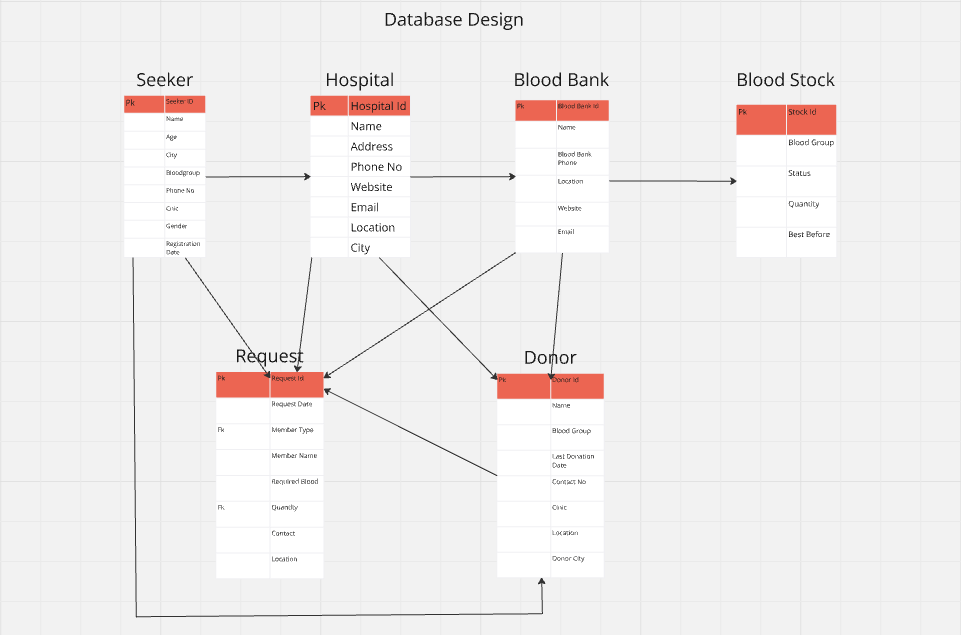 Database Design
Seeker
Pk Seeker ID
Name
Age
City
Bloodgroup
Phone No
Cnic
Gender
Registration
Date
Hospital
Pk Hospital Id
Name
Address
Phone No
Website
Email
Location
City
Blood Bank
Pk Blood Bank Id
Name
Blood Bank
Phone
Location
Website
Email
Blood Stock
Pk Stock Id
Blood Group
Status
Quantity
Best Before
Request
Pk Request Id
Request Date
Fk Member Type
Member Name
Required Blood
Fk Quantity
Contact
Location
Donor
Pk Donor Id
Name
Blood Group
Last Donation
Date
Contact No
Cnic
Location
Donor City